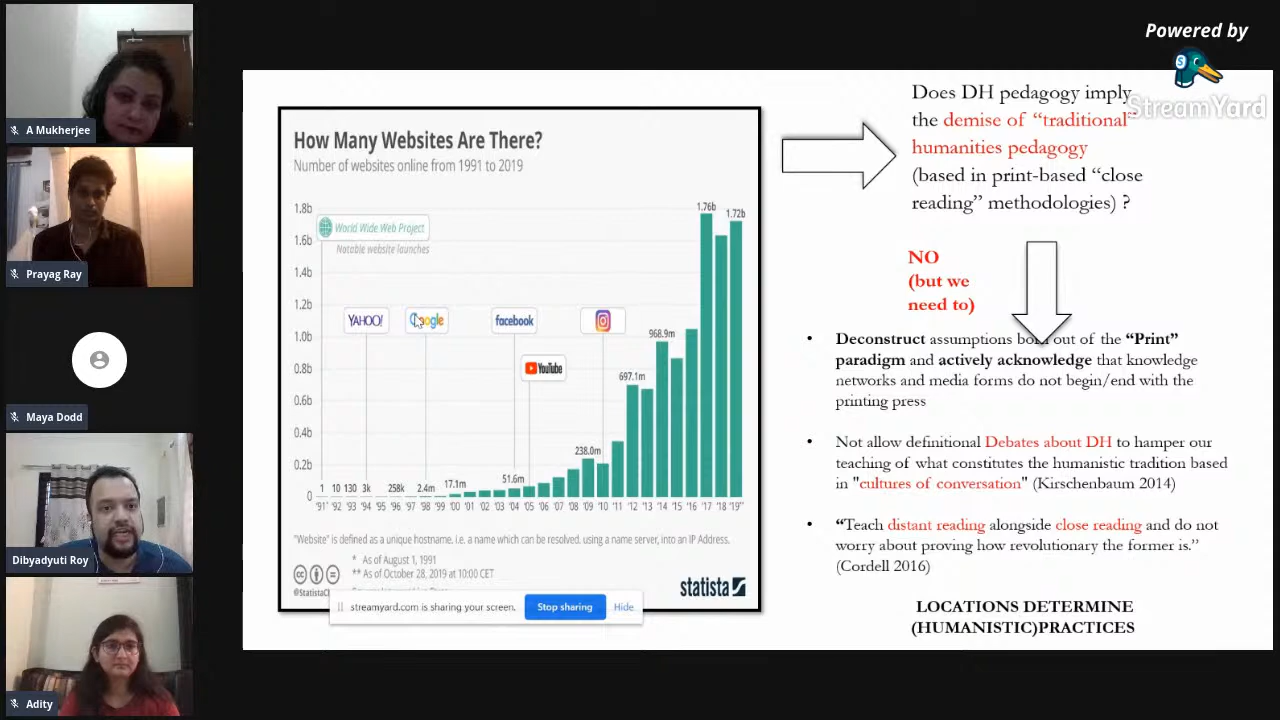 Powered by
StreamYard
A Mukherjee
Prayag Ray
Maya Dodd
Dibyadyuti Roy
Adity
How Many Websites Are There?
Number of websites online from 1991 to 2019
1.8b
1.6b
1.4b
1.2b
1.0b
0.8b
0.6b
0.4b
0.2b
0
World Wide Web Project
Notable website launches
YAHOO!
Google
facebook
YouTube
1 10 130 3k 258k 2.4m 17.1m 51.6m 238.0m 697.1m 968.9m 1.76b 1.72b
'91* '92 '93 '94 '95 '96 '97 '98 '99 '00 '01 '02 '03 '04 '05 '06 '07 '08 '09 '10 '11 '12 '13 '14 '15 '16 '17 '18 '19**
"Website" is defined as a unique hostname, i.e. a name which can be resolved, using a name server, into an IP Address.
* As of August 1, 1991
** As of October 28, 2019 at 10:00 CET
statista
streamyard.com is sharing your screen.
Stop sharing
Hide
Does DH pedagogy imply
the demise of “traditional”
humanities pedagogy
(based in print-based “close
reading” methodologies) ?
NO
(but we
need to)
• Deconstruct assumptions born out of the “Print”
paradigm and actively acknowledge that knowledge
networks and media forms do not begin/end with the
printing press
• Not allow definitional Debates about DH to hamper our
teaching of what constitutes the humanistic tradition based
in "cultures of conversation" (Kirschenbaum 2014)
• “Teach distant reading alongside close reading and do not
worry about proving how revolutionary the former is.”
(Cordell 2016)
LOCATIONS DETERMINE
(HUMANISTIC)PRACTICES